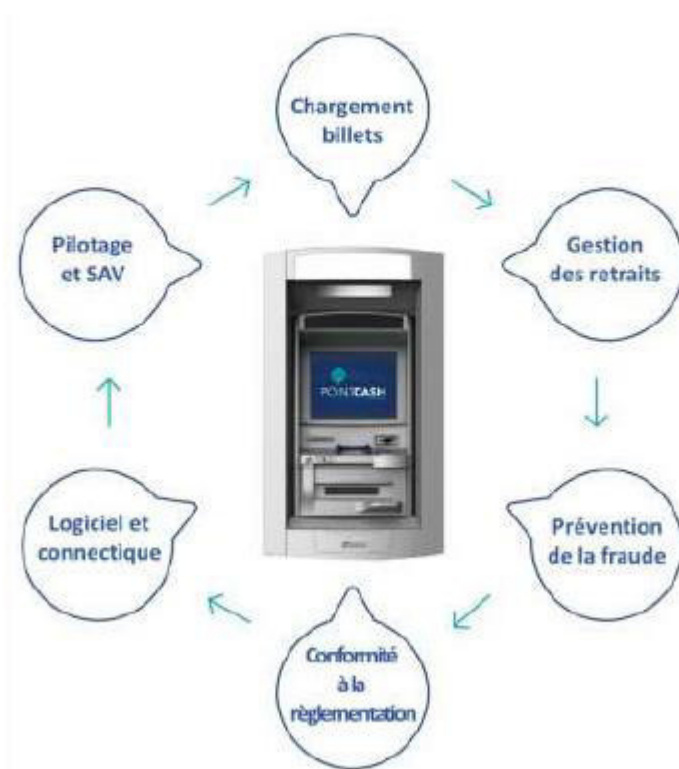 Chargement
billets
Gestion
des retraits
Prévention
de la fraude
Conformité
à la
règlementation
Logiciel et
connectique
Pilotage
et SAV
POINTCASH